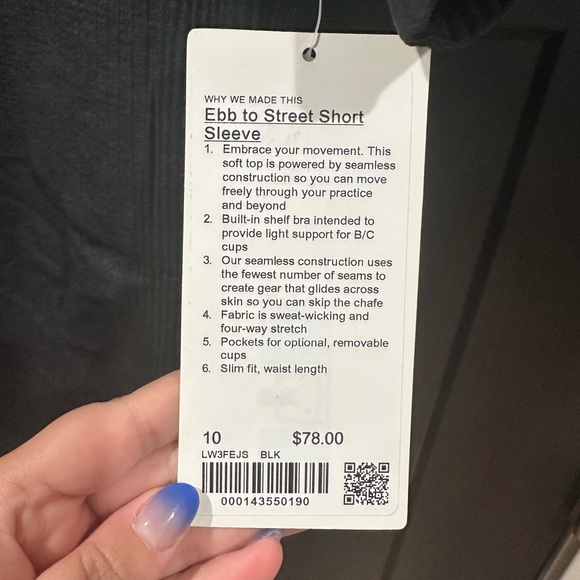 WHY WE MADE THIS
Ebb to Street Short
Sleeve
1. Embrace your movement. This
soft top is powered by seamless
construction so you can move
freely through your practice
and beyond
2. Built-in shelf bra intended to
provide light support for B/C
cups
3. Our seamless construction uses
the fewest number of seams to
create gear that glides across
skin so you can skip the chafe
4. Fabric is sweat-wicking and
four-way stretch
5. Pockets for optional, removable
cups
6. Slim fit, waist length
10 $78.00
LW3FEJS BLK
000143550190